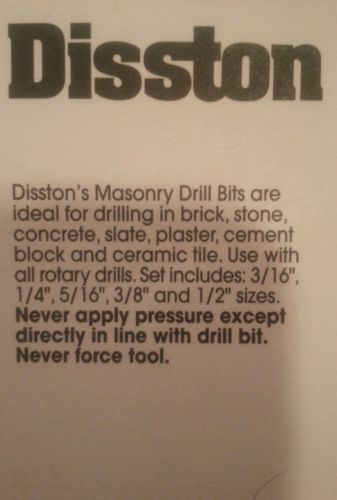 Disston
Disston's Masonry Drill Bits are
ideal for drilling in brick, stone,
concrete, slate, plaster, cement
block and ceramic tile. Use with
all rotary drills. Set includes: 3/16",
1/4", 5/16", 3/8" and 1/2" sizes.
Never apply pressure except
directly in line with drill bit.
Never force tool.